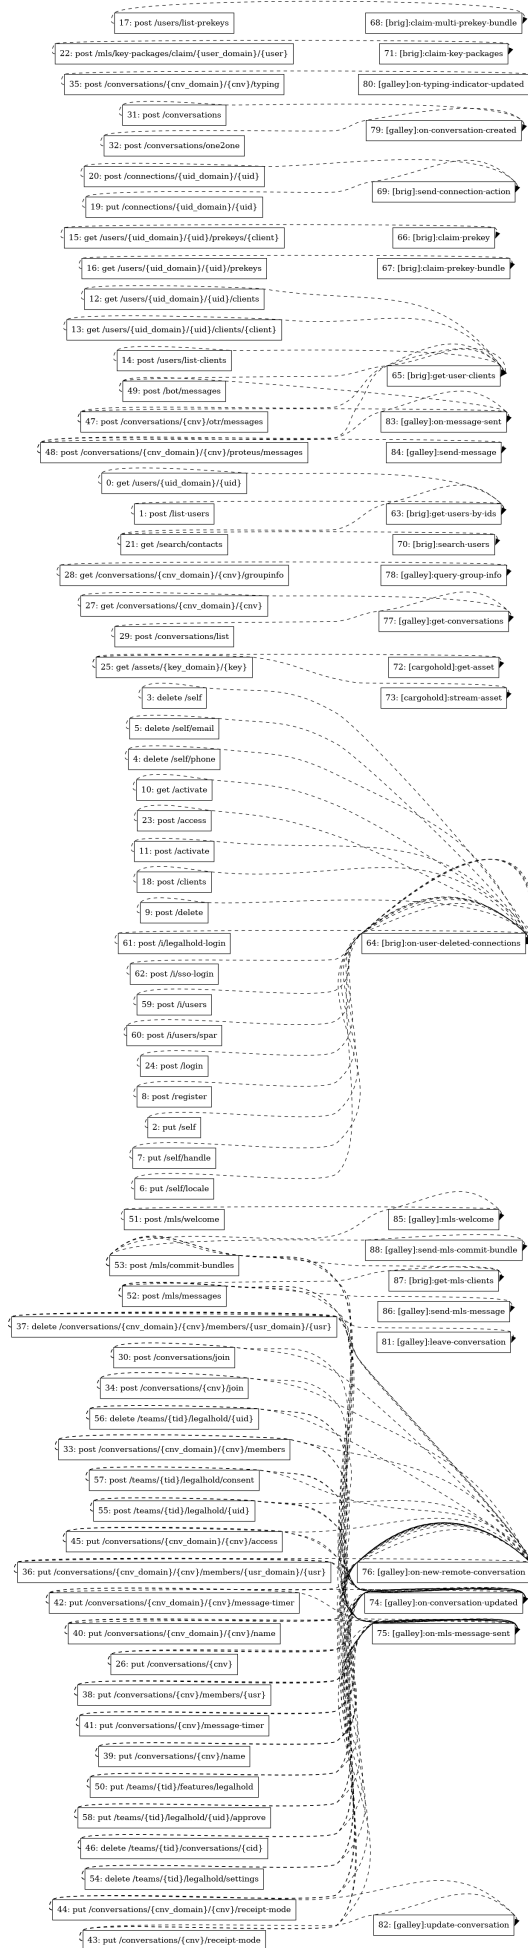 17: post /users/list-prekeys
68: [brig]:claim-multi-prekey-bundle
22: post /mls/key-packages/claim/{user_domain}/{user}
71: [brig]:claim-key-packages
35: post /conversations/{cnv_domain}/{cnv}/typing
80: [galley]:on-typing-indicator-updated
31: post /conversations
79: [galley]:on-conversation-created
32: post /conversations/one2one
20: post /connections/{uid_domain}/{uid}
69: [brig]:send-connection-action
19: put /connections/{uid_domain}/{uid}
15: get /users/{uid_domain}/{uid}/prekeys/{client}
66: [brig]:claim-prekey
16: get /users/{uid_domain}/{uid}/prekeys
67: [brig]:claim-prekey-bundle
12: get /users/{uid_domain}/{uid}/clients
13: get /users/{uid_domain}/{uid}/clients/{client}
14: post /users/list-clients
65: [brig]:get-user-clients
49: post /bot/messages
47: post /conversations/{cnv}/otr/messages
83: [galley]:on-message-sent
48: post /conversations/{cnv_domain}/{cnv}/proteus/messages
84: [galley]:send-message
0: get /users/{uid_domain}/{uid}
1: post /list-users
63: [brig]:get-users-by-ids
21: get /search/contacts
70: [brig]:search-users
28: get /conversations/{cnv_domain}/{cnv}/groupinfo
78: [galley]:query-group-info
27: get /conversations/{cnv_domain}/{cnv}
77: [galley]:get-conversations
29: post /conversations/list
25: get /assets/{key_domain}/{key}
72: [cargohold]:get-asset
3: delete /self
73: [cargohold]:stream-asset
5: delete /self/email
4: delete /self/phone
10: get /activate
23: post /access
11: post /activate
18: post /clients
9: post /delete
61: post /i/legalhold-login
64: [brig]:on-user-deleted-connections
62: post /i/sso-login
59: post /i/users
60: post /i/users/spar
24: post /login
8: post /register
2: put /self
7: put /self/handle
6: put /self/locale
51: post /mls/welcome
85: [galley]:mls-welcome
88: [galley]:send-mls-commit-bundle
53: post /mls/commit-bundles
87: [brig]:get-mls-clients
52: post /mls/messages
86: [galley]:send-mls-message
37: delete /conversations/{cnv_domain}/{cnv}/members/{usr_domain}/{usr}
81: [galley]:leave-conversation
30: post /conversations/join
34: post /conversations/{cnv}/join
56: delete /teams/{tid}/legalhold/{uid}
33: post /conversations/{cnv_domain}/{cnv}/members
57: post /teams/{tid}/legalhold/consent
55: post /teams/{tid}/legalhold/{uid}
45: put /conversations/{cnv_domain}/{cnv}/access
36: put /conversations/{cnv_domain}/{cnv}/members/{usr_domain}/{usr}
76: [galley]:on-new-remote-conversation
42: put /conversations/{cnv_domain}/{cnv}/message-timer
74: [galley]:on-conversation-updated
40: put /conversations/{cnv_domain}/{cnv}/name
75: [galley]:on-mls-message-sent
26: put /conversations/{cnv}
38: put /conversations/{cnv}/members/{usr}
41: put /conversations/{cnv}/message-timer
39: put /conversations/{cnv}/name
50: put /teams/{tid}/features/legalhold
58: put /teams/{tid}/legalhold/{uid}/approve
46: delete /teams/{tid}/conversations/{cid}
54: delete /teams/{tid}/legalhold/settings
44: put /conversations/{cnv_domain}/{cnv}/receipt-mode
82: [galley]:update-conversation
43: put /conversations/{cnv}/receipt-mode